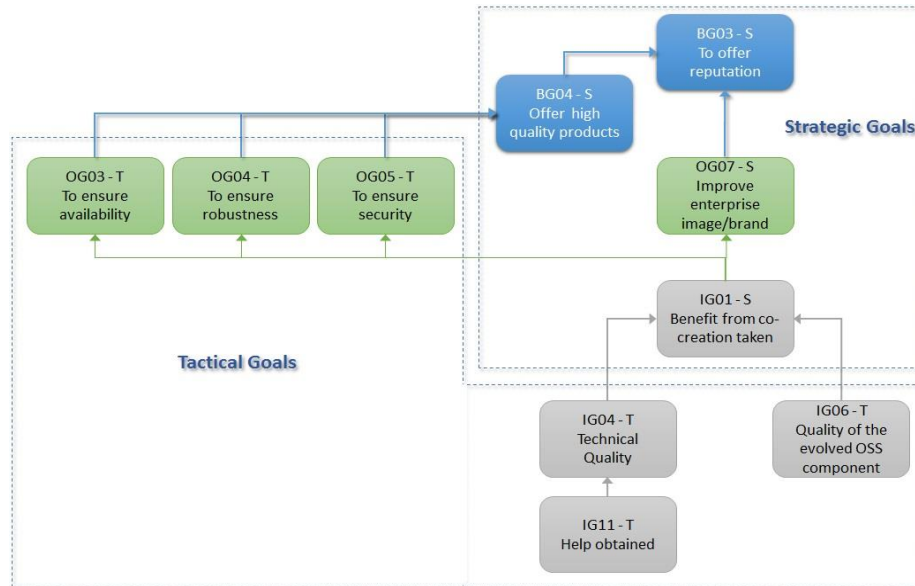 BG03 - S
To offer
reputation
BG04 - S
Offer high
quality products
Strategic Goals
OG03 - T
To ensure
availability
OG04 - T
To ensure
robustness
OG05 - T
To ensure
security
OG07 - S
Improve
enterprise
image/brand
IG01 - S
Benefit from co-
creation taken
Tactical Goals
IG04 - T
Technical
Quality
IG06 - T
Quality of the
evolved OSS
component
IG11 - T
Help obtained